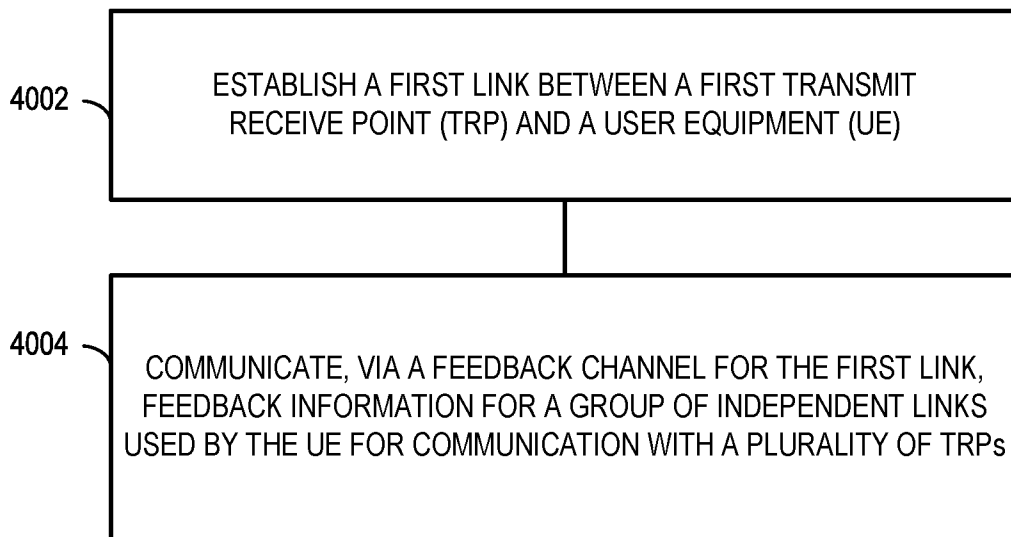 4002
ESTABLISH A FIRST LINK BETWEEN A FIRST TRANSMIT
RECEIVE POINT (TRP) AND A USER EQUIPMENT (UE)
4004
COMMUNICATE, VIA A FEEDBACK CHANNEL FOR THE FIRST LINK,
FEEDBACK INFORMATION FOR A GROUP OF INDEPENDENT LINKS
USED BY THE UE FOR COMMUNICATION WITH A PLURALITY OF TRPs